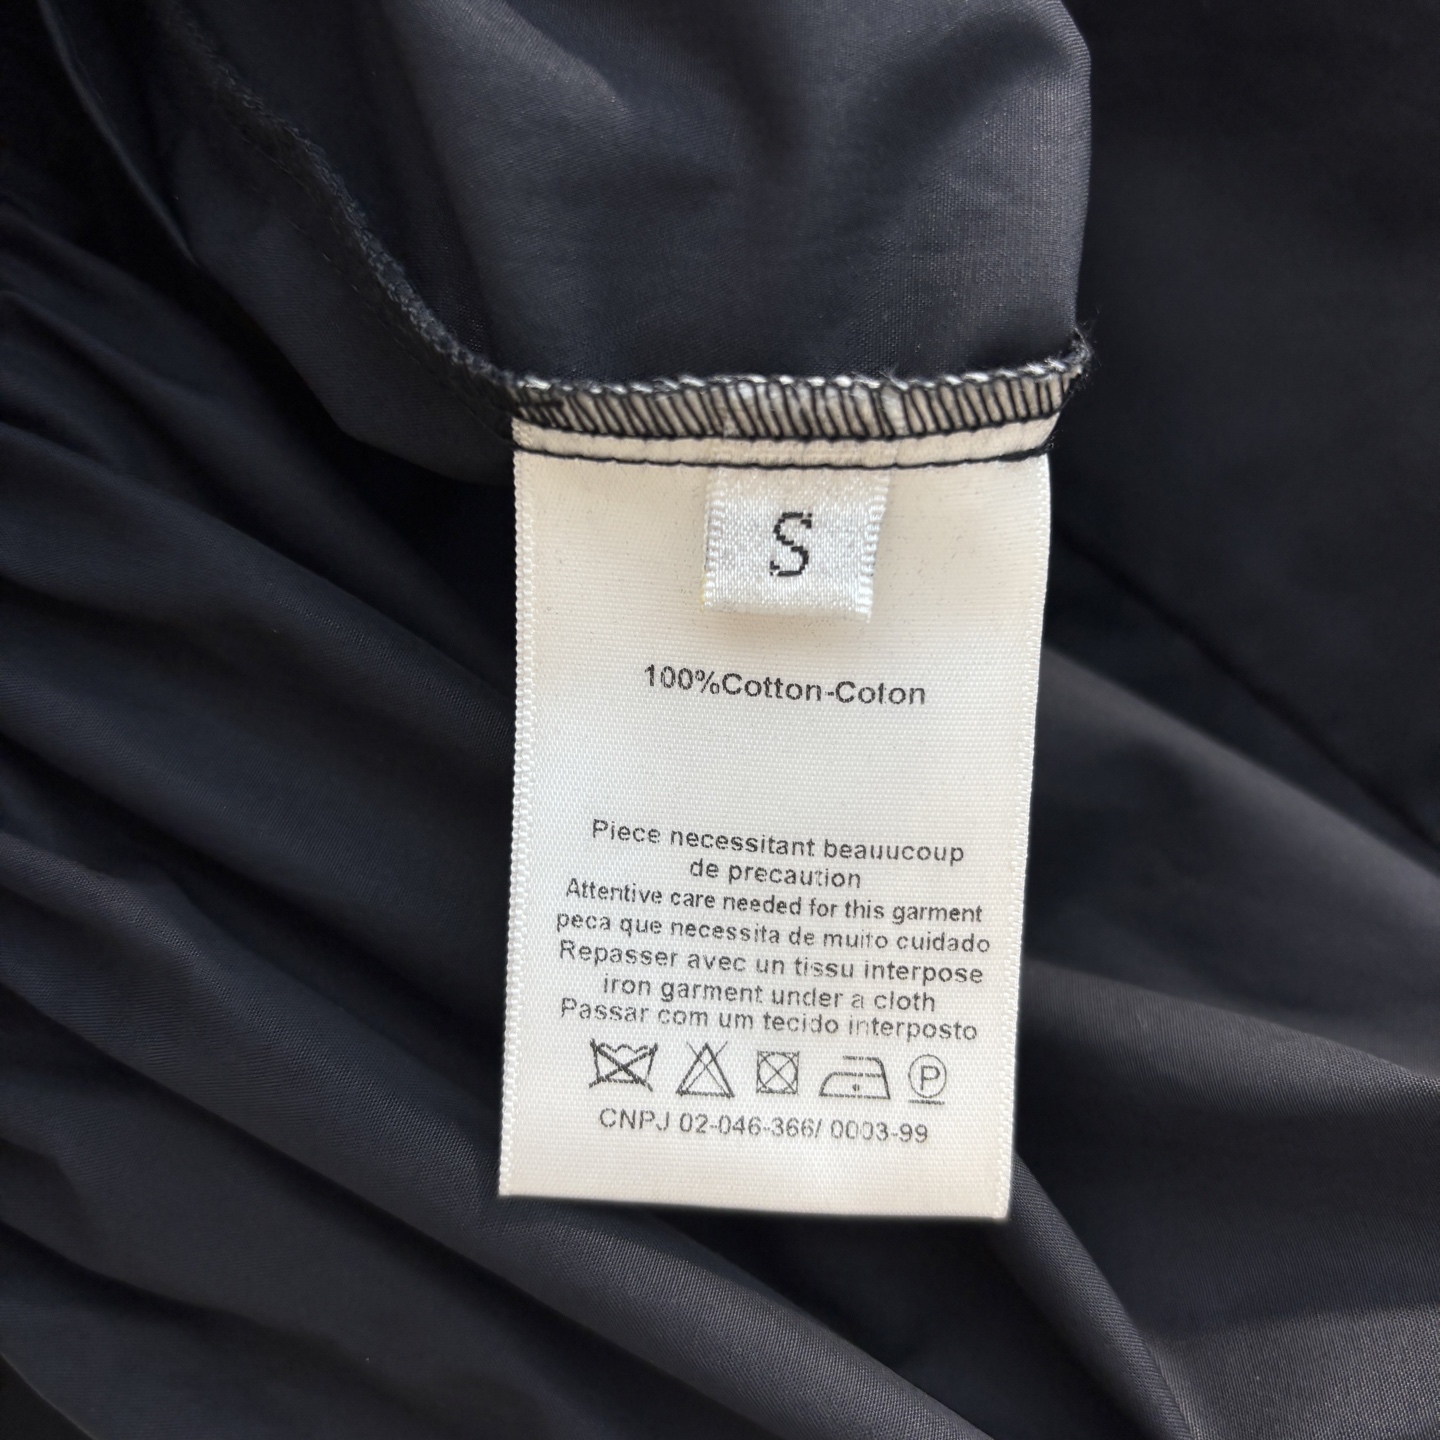 S
100%Cotton-Coton
Piece necessitant beauucoup
de precaution
Attentive care needed for this garment
peca que necessita de muito cuidado
Repasser avec un tissu interpose
iron garment under a cloth
Passar com um tecido interposto
P
CNPJ 02-046-366/ 0003-99